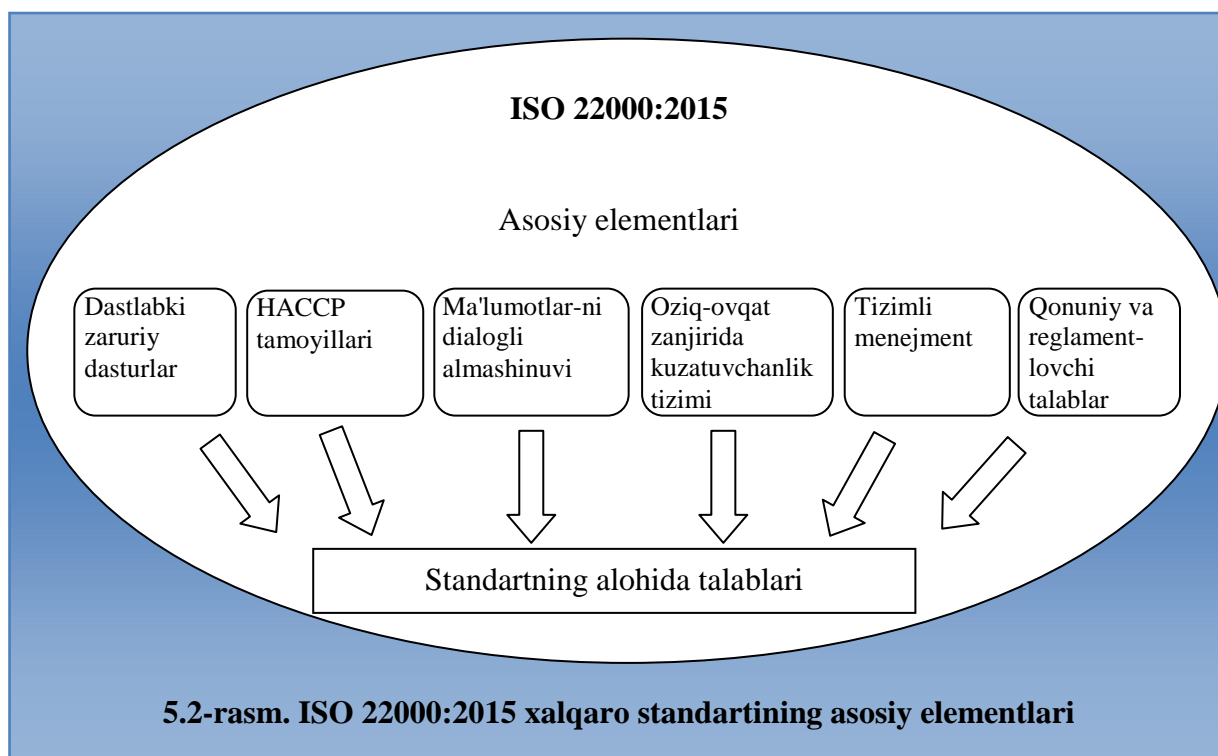 ISO 22000:2015
Asosiy elementlari
Dastlabki
zaruriy
dasturlar
HACCP
tamoyillari
Ma'lumotlar-ni
dialogli
almashinuvi
Oziq-ovqat
zanjirida
kuzatuvchanlik
tizimi
Tizimli
menejment
Qonuniy va
reglament-
lovchi
talablar
Standartning alohida talablari
5.2-rasm. ISO 22000:2015 xalqaro standartining asosiy elementlari